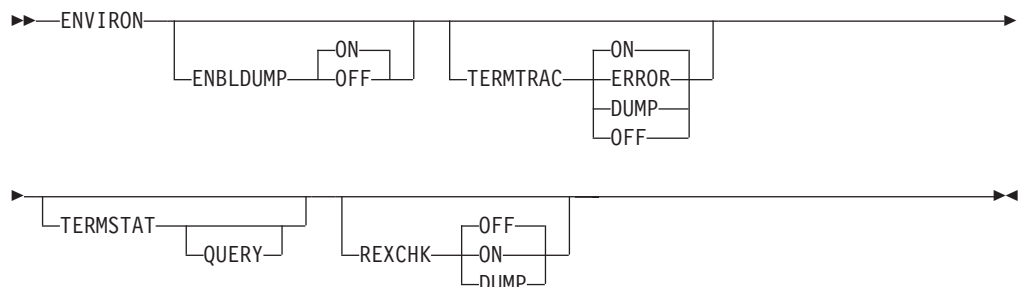 ENVIRON
ENBLDUMP
ON
OFF
TERMTRAC
ON
ERROR
DUMP
OFF
TERMSTAT
QUERY
REXCHK
OFF
ON
DUMP